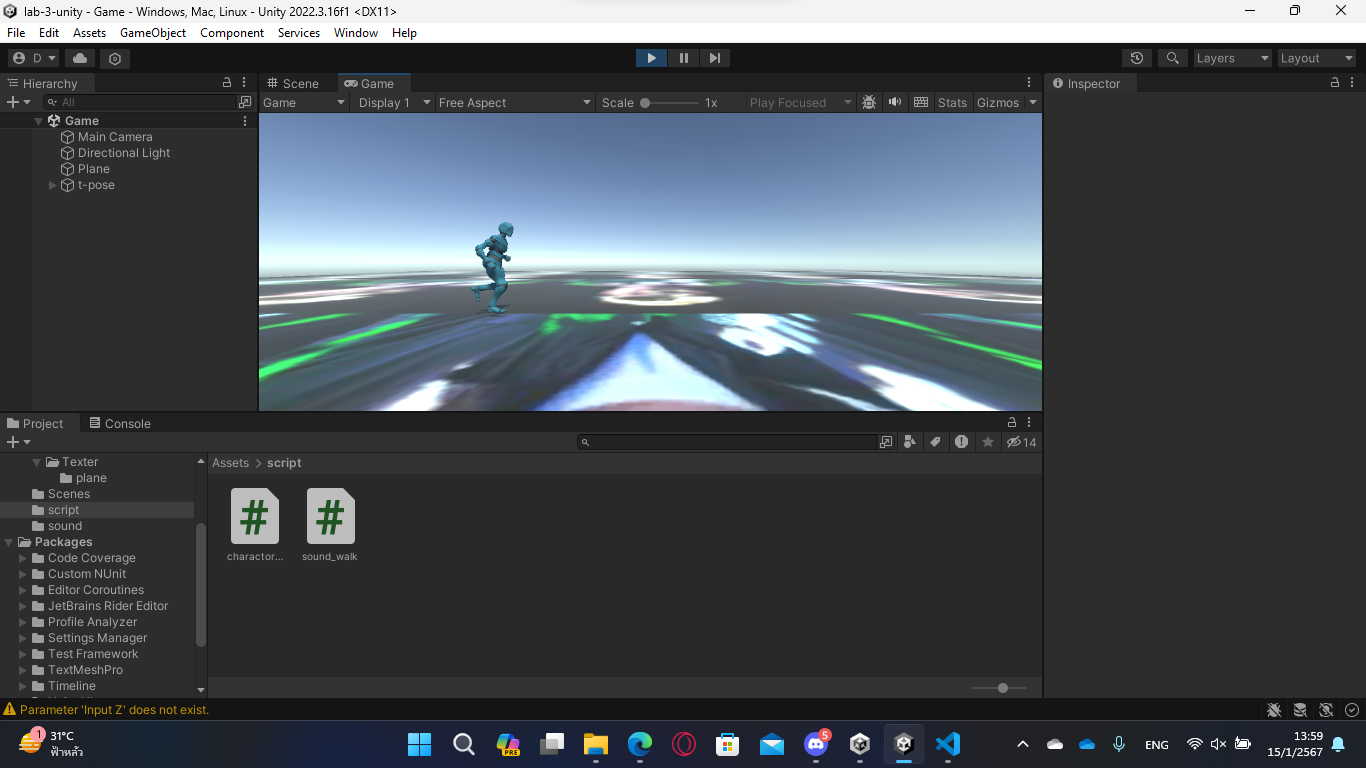 lab-3-unity - Game - Windows, Mac, Linux - Unity 2022.3.16f1 <DX11>
File Edit Assets GameObject Component Services Window Help
D Layers Layout
Hierarchy Scene Game Inspector
All Game Display 1 Free Aspect Scale 1x Play Focused Stats Gizmos
Game
Main Camera
Directional Light
Plane
t-pose
Project Console
14
Texter
plane
Scenes
script
sound
Packages
Code Coverage
Custom NUnit
Editor Coroutines
JetBrains Rider Editor
Profile Analyzer
Settings Manager
Test Framework
TextMeshPro
Timeline
Assets > script
# #
charactor... sound_walk
Parameter 'Input Z' does not exist.
1 31°C
ฟ้าหลัว
PRE
5
ENG
13:59
15/1/2567